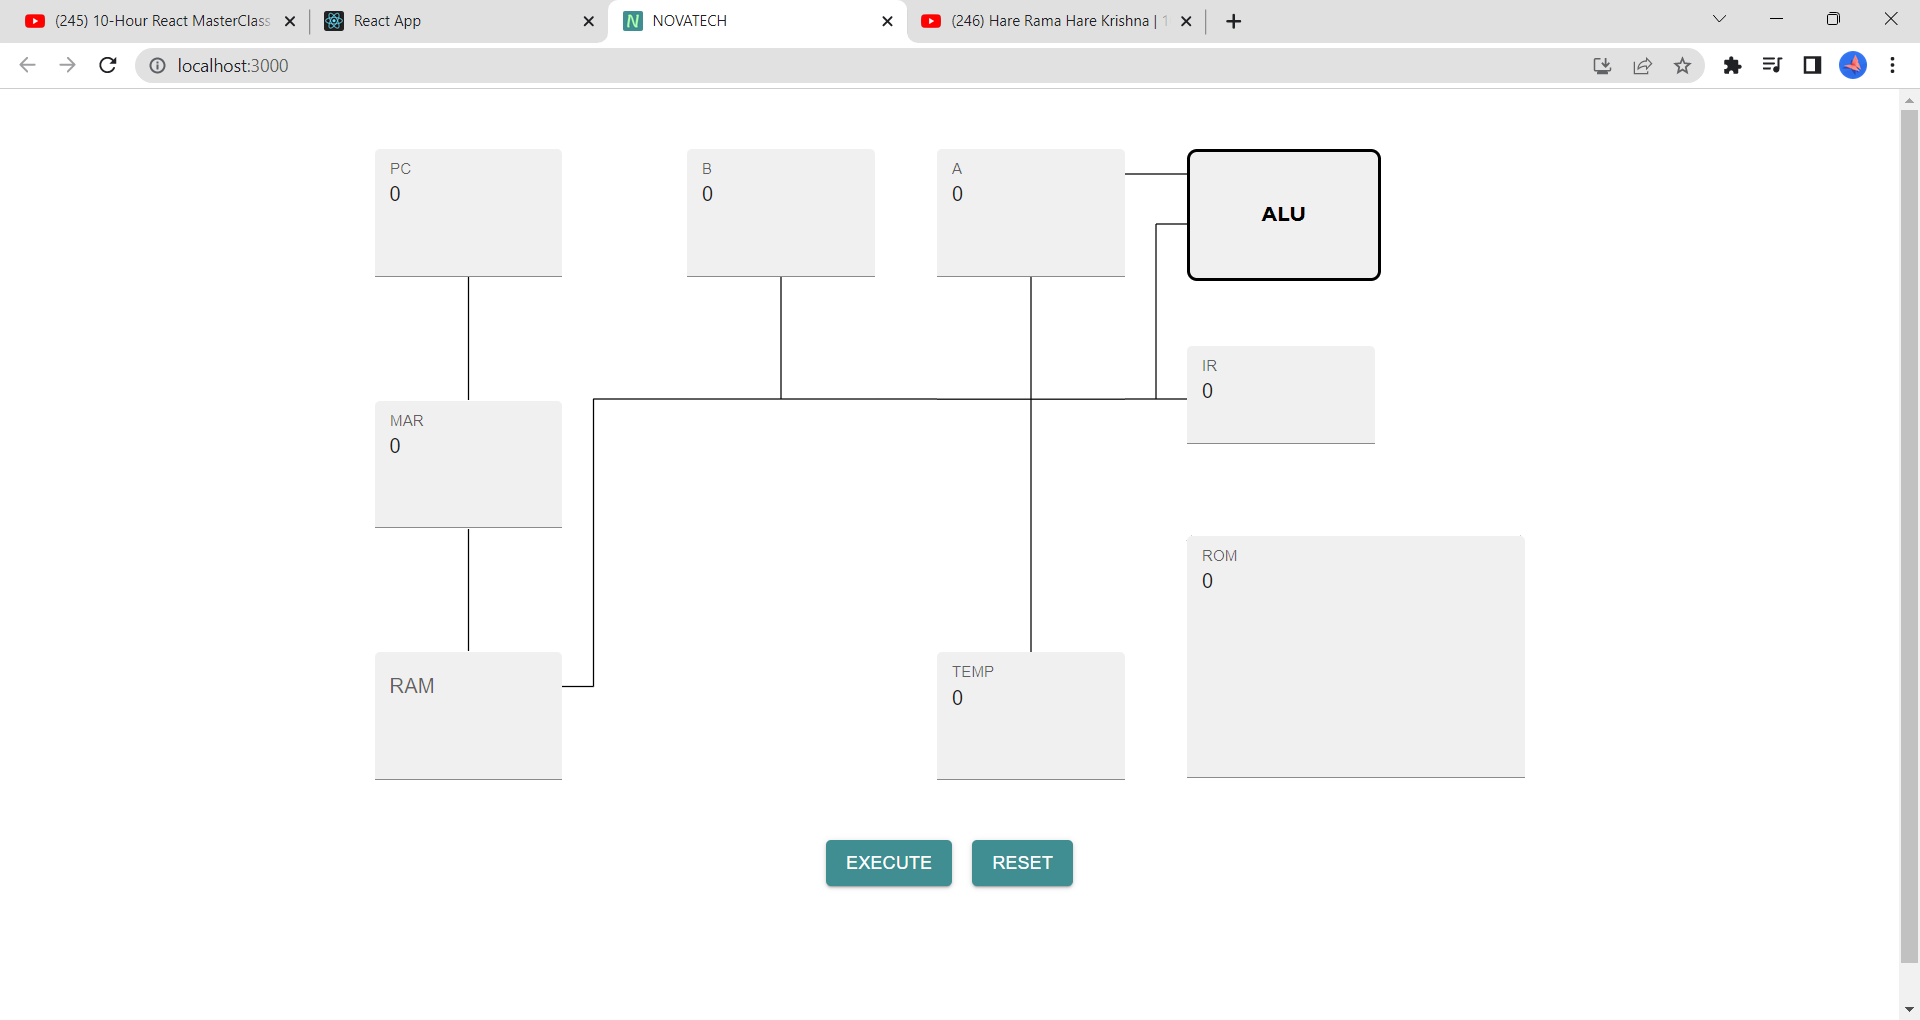 (245) 10-Hour React MasterClass
React App
NOVATECH
(246) Hare Rama Hare Krishna | 1
localhost:3000
PC
0
B
0
A
0
ALU
IR
0
MAR
0
ROM
0
RAM
TEMP
0
EXECUTE
RESET